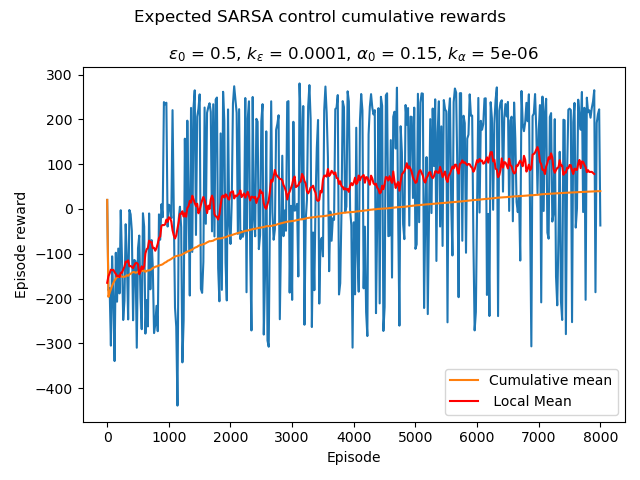 Expected SARSA control cumulative rewards
ε₀ = 0.5, kε = 0.0001, α₀ = 0.15, kα = 5e-06
300
200
100
0
−100
−200
−300
−400
Episode reward
0 1000 2000 3000 4000 5000 6000 7000 8000
Episode
Cumulative mean
Local Mean